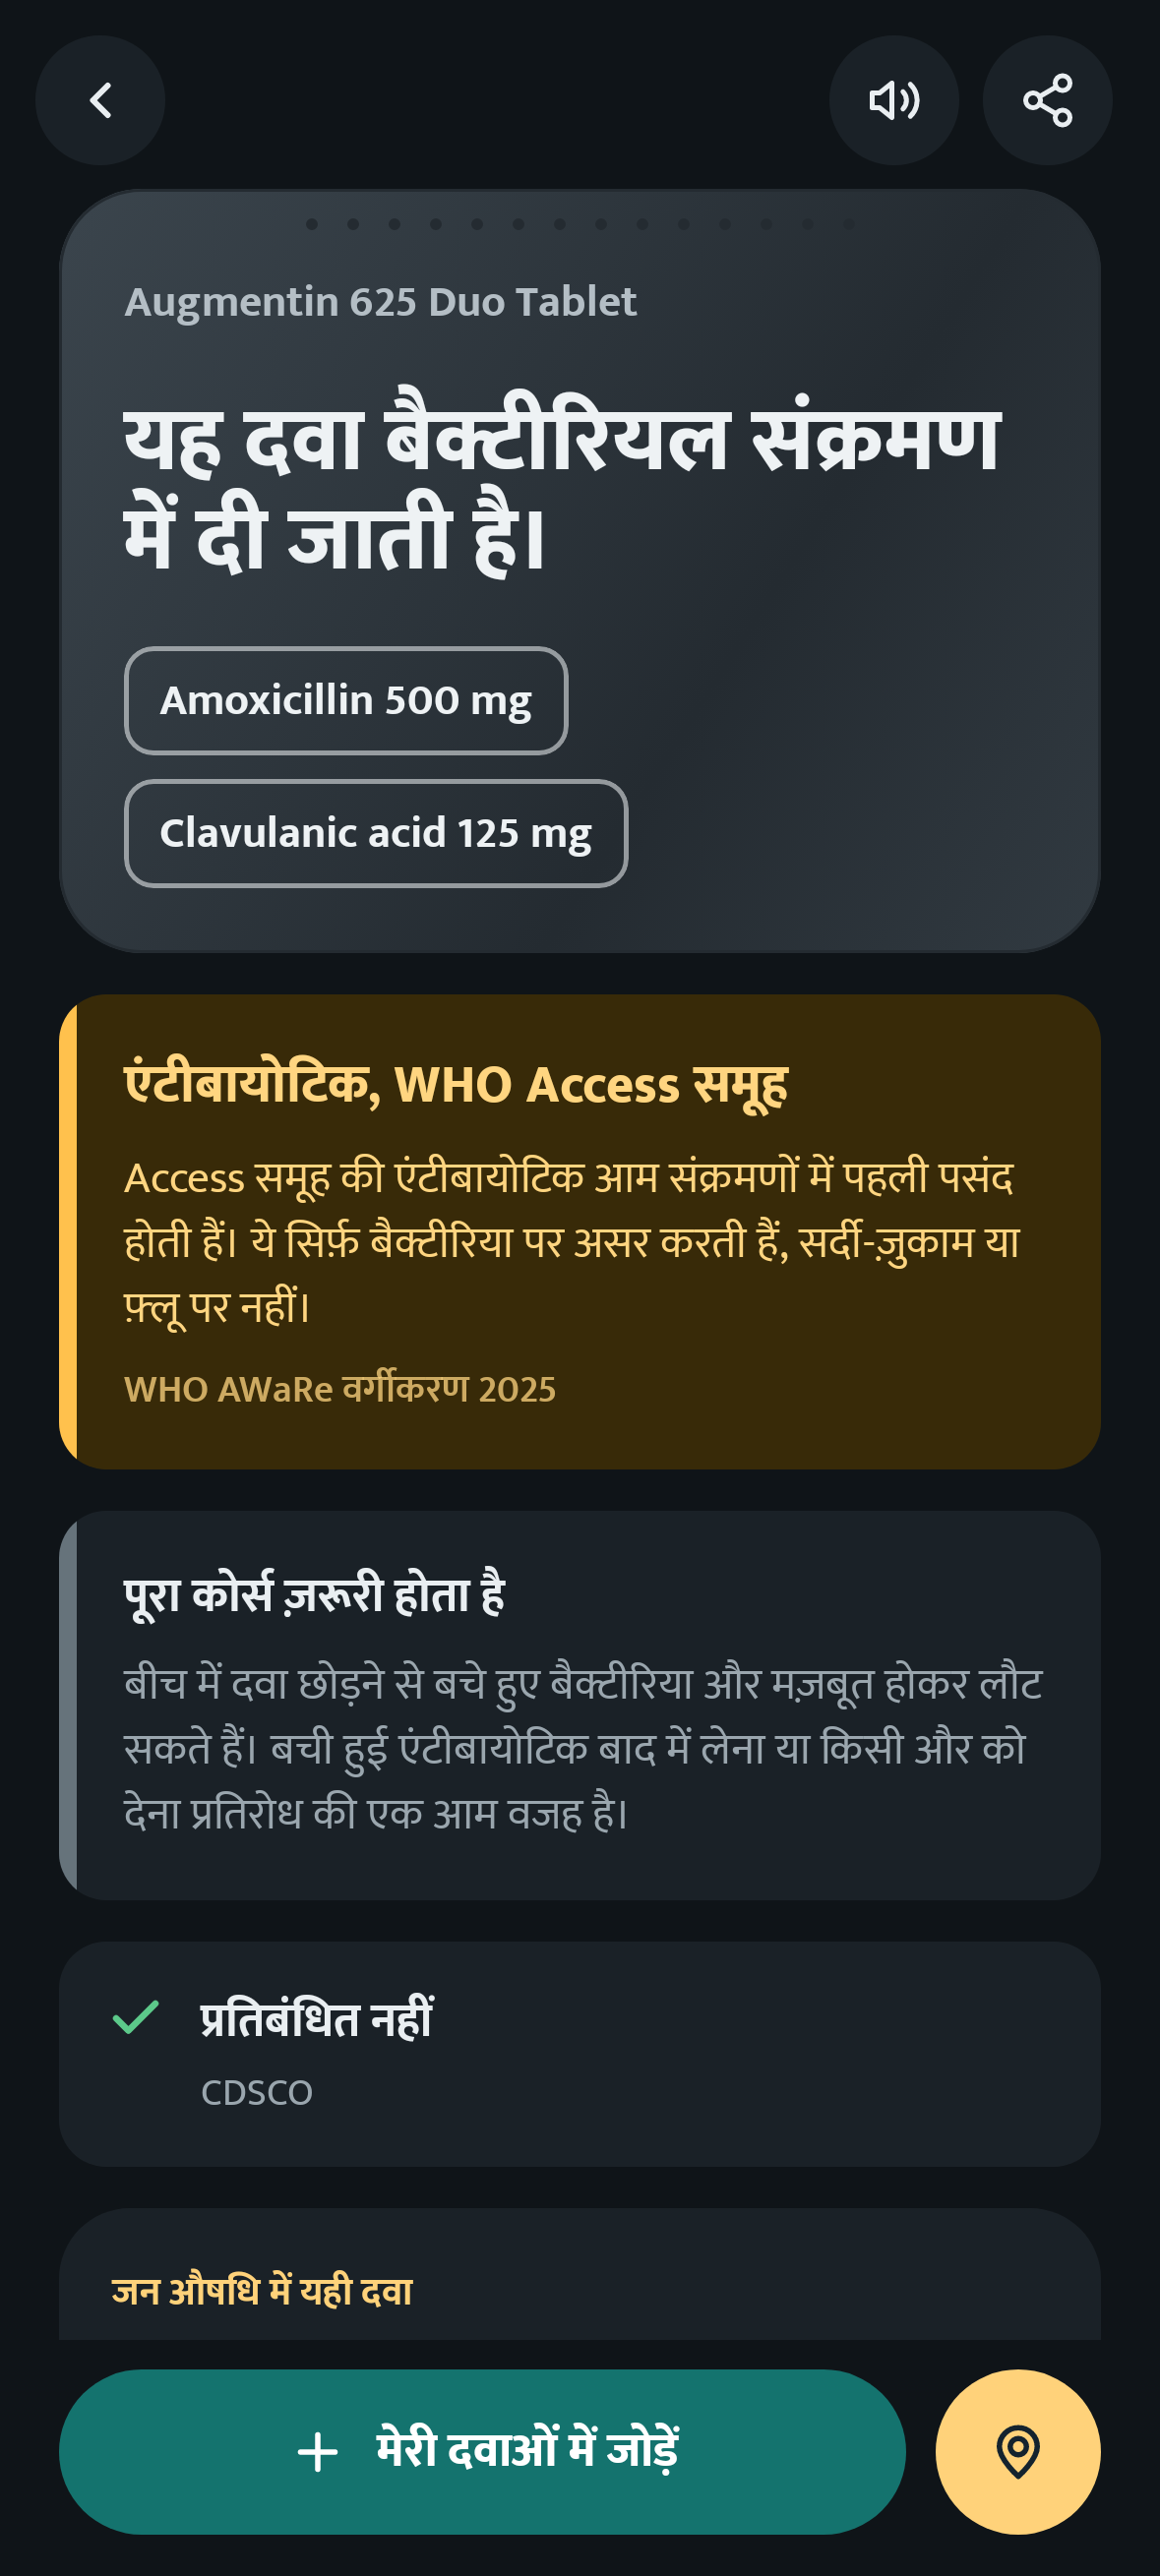 Augmentin 625 Duo Tablet
यह दवा बैक्टीरियल संक्रमण
में दी जाती है।
Amoxicillin 500 mg
Clavulanic acid 125 mg
एंटीबायोटिक, WHO Access समूह
Access समूह की एंटीबायोटिक आम संक्रमणों में पहली पसंद
होती हैं। ये सिर्फ़ बैक्टीरिया पर असर करती हैं, सर्दी-ज़ुकाम या
फ़्लू पर नहीं।
WHO AWaRe वर्गीकरण 2025
पूरा कोर्स ज़रूरी होता है
बीच में दवा छोड़ने से बचे हुए बैक्टीरिया और मज़बूत होकर लौट
सकते हैं। बची हुई एंटीबायोटिक बाद में लेना या किसी और को
देना प्रतिरोध की एक आम वजह है।
प्रतिबंधित नहीं
CDSCO
जन औषधि में यही दवा
मेरी दवाओं में जोड़ें